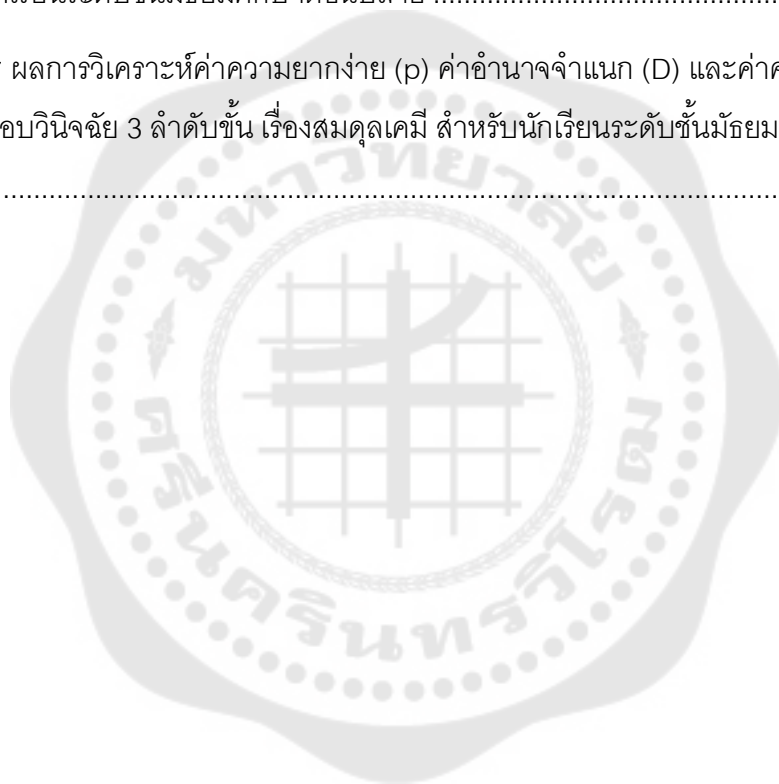 ผลการวิเคราะห์ค่าความยากง่าย (p) ค่าอำนาจจำแนก (D) และค่าค
อบวินิจฉัย 3 ลำดับขั้น เรื่องสมดุลเคมี สำหรับนักเรียนระดับชั้นมัธยม
................................................................................
มหาวิทยาลัย
ศรีนครินทรวิโรฒ